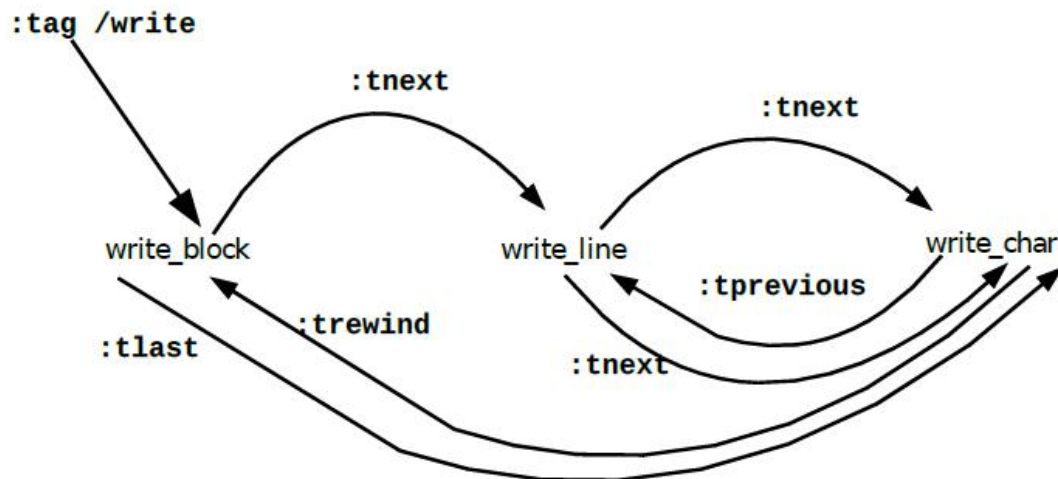 :tag /write
:tnext
:tnext
write_block
write_line
write_char
:tprevious
:trewind
:tlast
:tnext